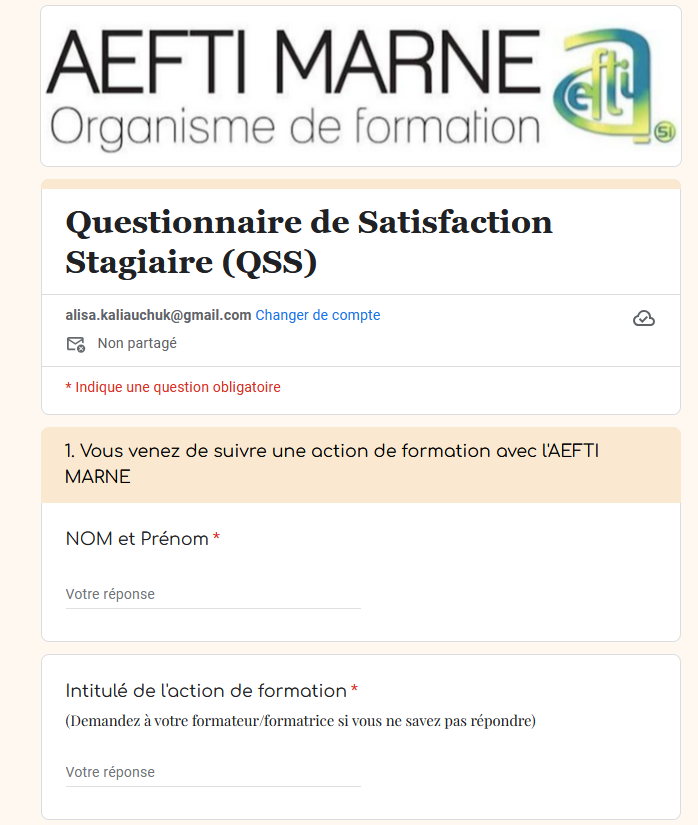 AEFTI MARNE
Organisme de formation
aefti
SI
Questionnaire de Satisfaction
Stagiaire (QSS)
alisa.kaliauchuk@gmail.com Changer de compte
Non partagé
* Indique une question obligatoire
1. Vous venez de suivre une action de formation avec l'AEFTI
MARNE
NOM et Prénom *
Votre réponse
Intitulé de l'action de formation *
(Demandez à votre formateur/formatrice si vous ne savez pas répondre)
Votre réponse